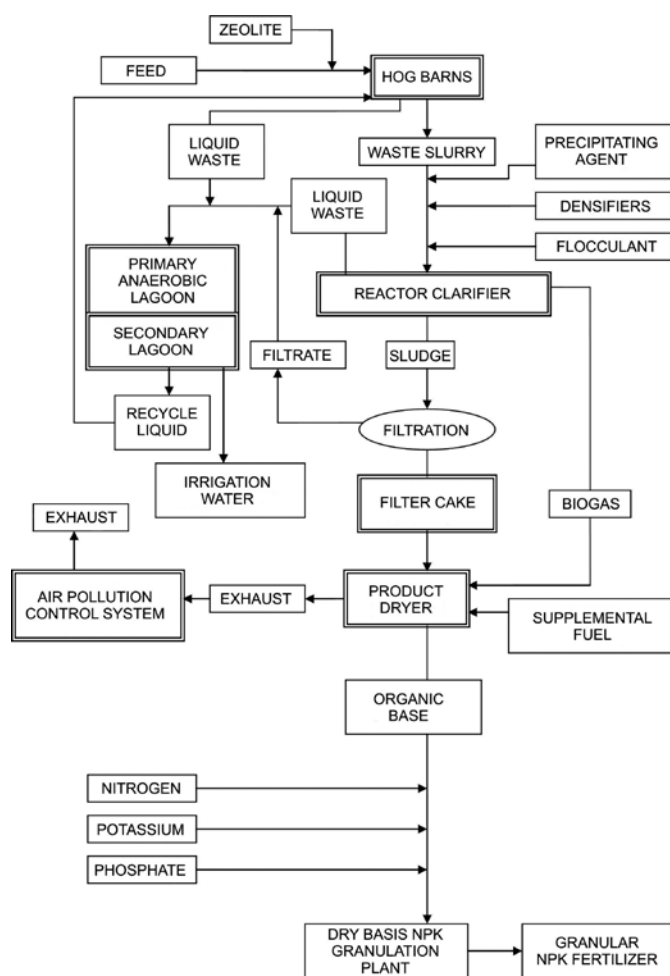 ZEOLITE
FEED
HOG BARNS
LIQUID
WASTE
WASTE SLURRY
PRECIPITATING
AGENT
LIQUID
WASTE
DENSIFIERS
FLOCCULANT
PRIMARY
ANAEROBIC
LAGOON
REACTOR CLARIFIER
SECONDARY
LAGOON
FILTRATE
SLUDGE
RECYCLE
LIQUID
FILTRATION
IRRIGATION
WATER
FILTER CAKE
BIOGAS
EXHAUST
AIR POLLUTION
CONTROL SYSTEM
EXHAUST
PRODUCT
DRYER
SUPPLEMENTAL
FUEL
ORGANIC
BASE
NITROGEN
POTASSIUM
PHOSPHATE
DRY BASIS NPK
GRANULATION
PLANT
GRANULAR
NPK FERTILIZER